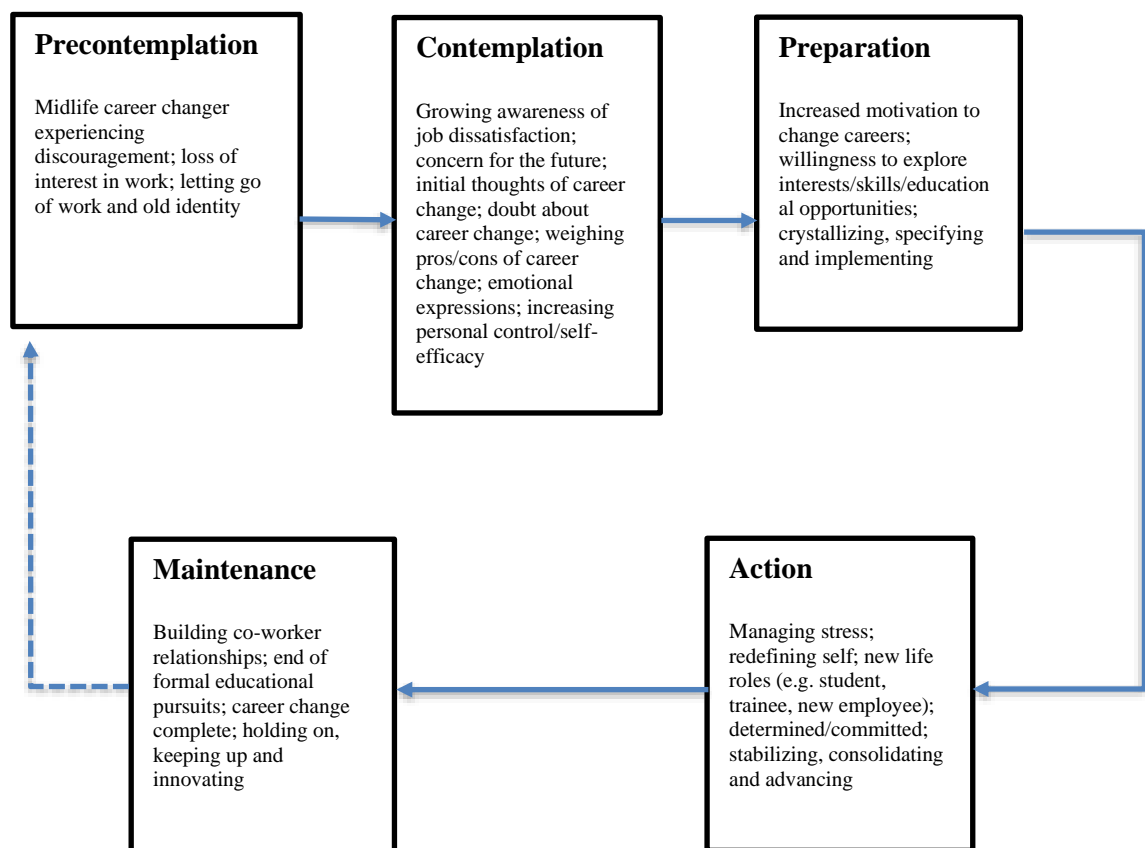 Precontemplation
Midlife career changer
experiencing
discouragement; loss of
interest in work; letting go
of work and old identity
Contemplation
Growing awareness of
job dissatisfaction;
concern for the future;
initial thoughts of career
change; doubt about
career change; weighing
pros/cons of career
change; emotional
expressions; increasing
personal control/self-
efficacy
Preparation
Increased motivation to
change careers;
willingness to explore
interests/skills/education
al opportunities;
crystallizing, specifying
and implementing
Maintenance
Building co-worker
relationships; end of
formal educational
pursuits; career change
complete; holding on,
keeping up and
innovating
Action
Managing stress;
redefining self; new life
roles (e.g. student,
trainee, new employee);
determined/committed;
stabilizing, consolidating
and advancing